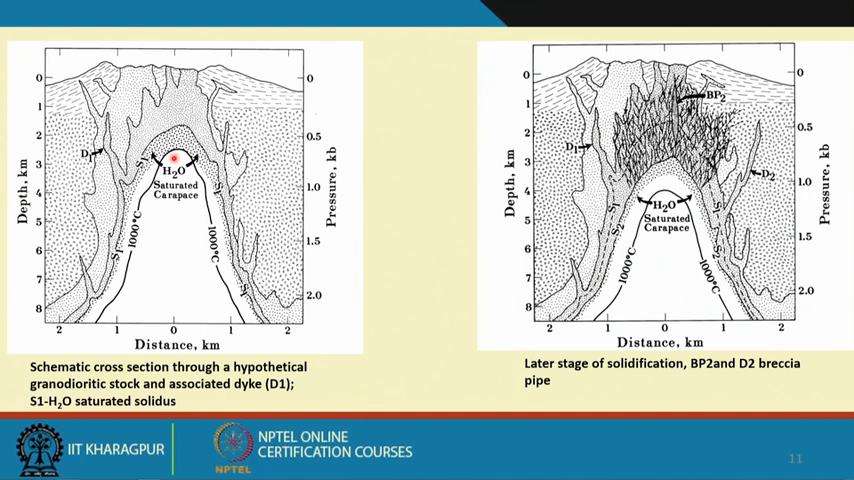 0
1
2
3
4
5
6
7
8
Depth, km
0
0.5
1.0
1.5
2.0
Pressure, kb
D1
S1
H2O
Saturated
Carapace
S1
1000°C
1000°C
S1
S1
2 1 0 1 2
Distance, km
Schematic cross section through a hypothetical
granodioritic stock and associated dyke (D1);
S1-H2O saturated solidus
0
1
2
3
4
5
6
7
8
Depth, km
0
0.5
1.0
1.5
2.0
Pressure, kb
BP2
D1
D2
H2O
Saturated
Carapace
S1
S2
S1
S2
1000°C
1000°C
2 1 0 1 2
Distance, km
Later stage of solidification, BP2and D2 breccia
pipe
IIT KHARAGPUR
NPTEL
NPTEL ONLINE
CERTIFICATION COURSES
11